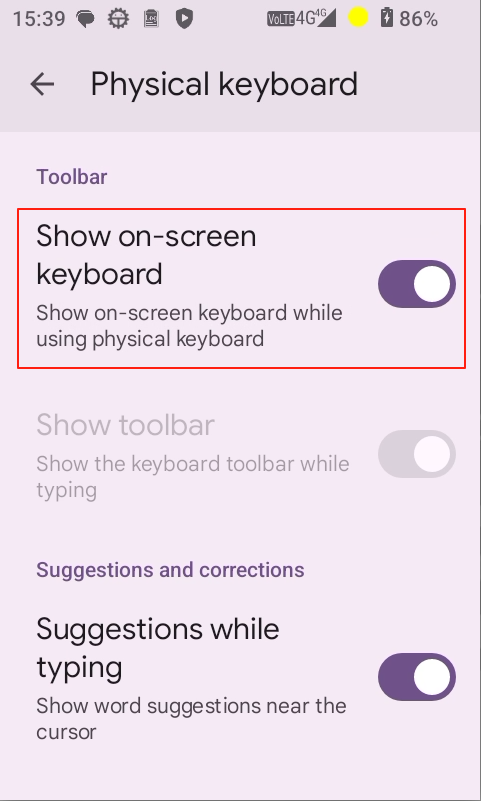 15:39 VoLTE 4G 4G 86%
Physical keyboard
Toolbar
Show on-screen
keyboard
Show on-screen keyboard while
using physical keyboard
Show toolbar
Show the keyboard toolbar while
typing
Suggestions and corrections
Suggestions while
typing
Show word suggestions near the
cursor